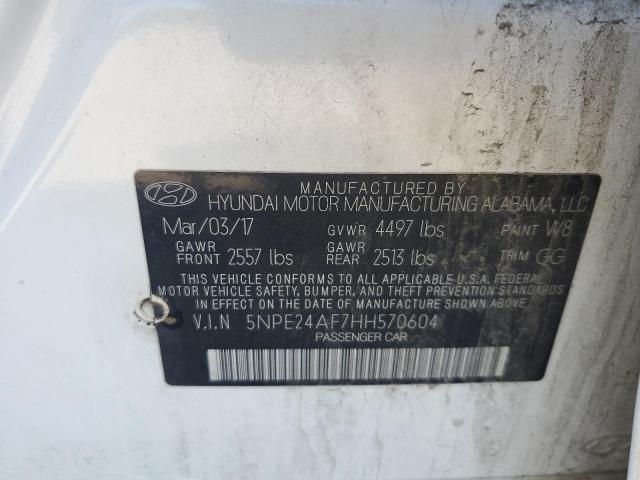 MANUFACTURED BY
HYUNDAI MOTOR MANUFACTURING ALABAMA, LLC
Mar/03/17 GVWR 4497 lbs PAINT W8
GAWR FRONT 2557 lbs GAWR REAR 2513 lbs TRIM GG
THIS VEHICLE CONFORMS TO ALL APPLICABLE U.S.A. FEDERAL
MOTOR VEHICLE SAFETY, BUMPER, AND THEFT PREVENTION STANDARDS
IN EFFECT ON THE DATE OF MANUFACTURE SHOWN ABOVE.
V.I.N 5NPE24AF7HH570604
PASSENGER CAR